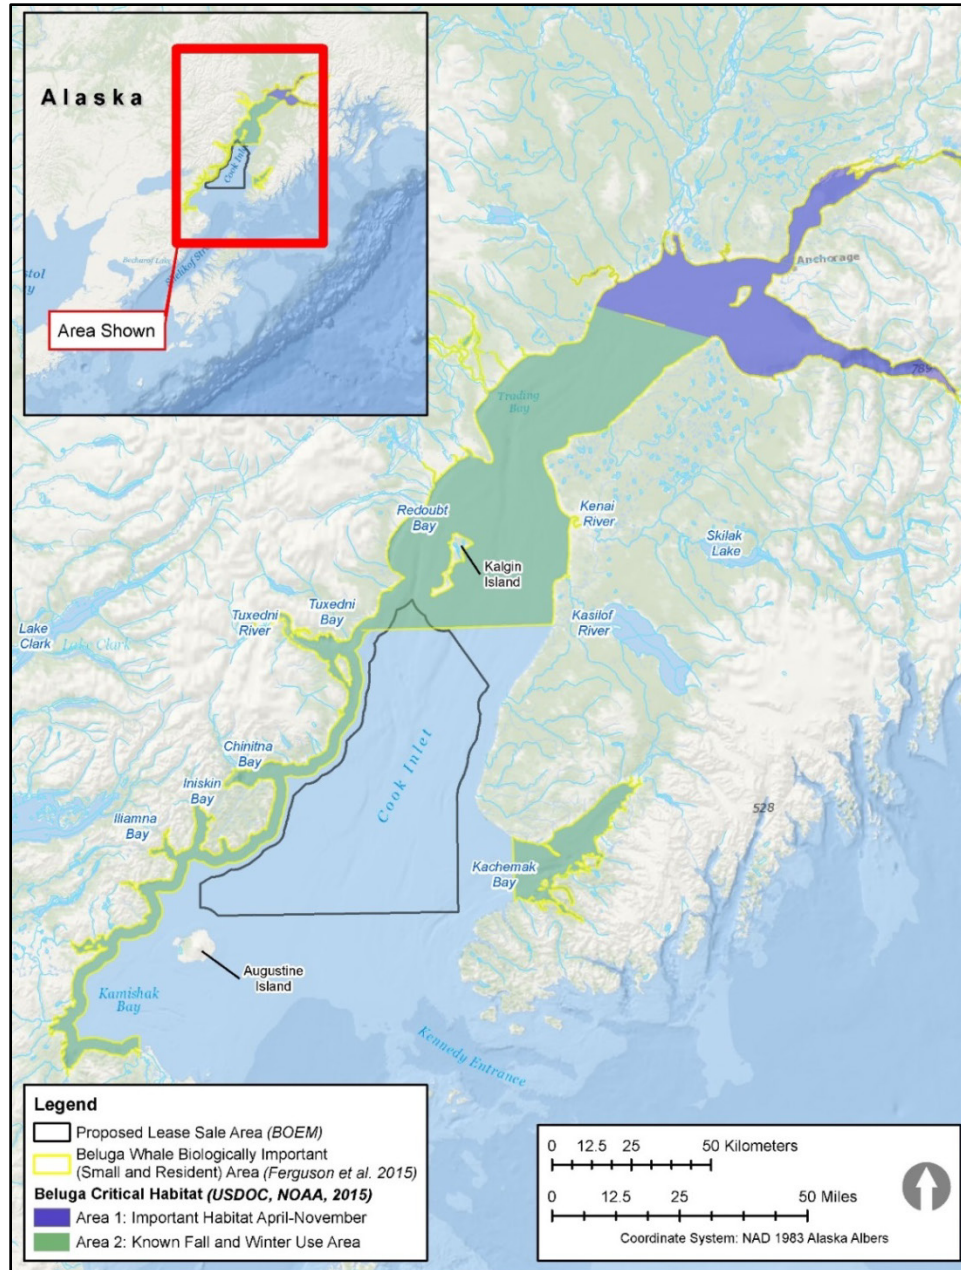 Alaska
Cook Inlet
Becharof Lake
Area Shown
Anchorage
789
Trading
Bay
Redoubt
Bay
Kenai
River
Skilak
Lake
Kalgin
Island
Tuxedni
Bay
Tuxedni
River
Kasilof
River
Lake
Clark
Lake Clark
Chinitna
Bay
Iniskin
Bay
Iliamna
Bay
Cook Inlet
528
Kachemak
Bay
Augustine
Island
Kamishak
Bay
Kennedy Entrance
Legend
Proposed Lease Sale Area (BOEM)
Beluga Whale Biologically Important
(Small and Resident) Area (Ferguson et al. 2015)
Beluga Critical Habitat (USDOC, NOAA, 2015)
Area 1: Important Habitat April-November
Area 2: Known Fall and Winter Use Area
0 12.5 25 50 Kilometers
0 12.5 25 50 Miles
Coordinate System: NAD 1983 Alaska Albers